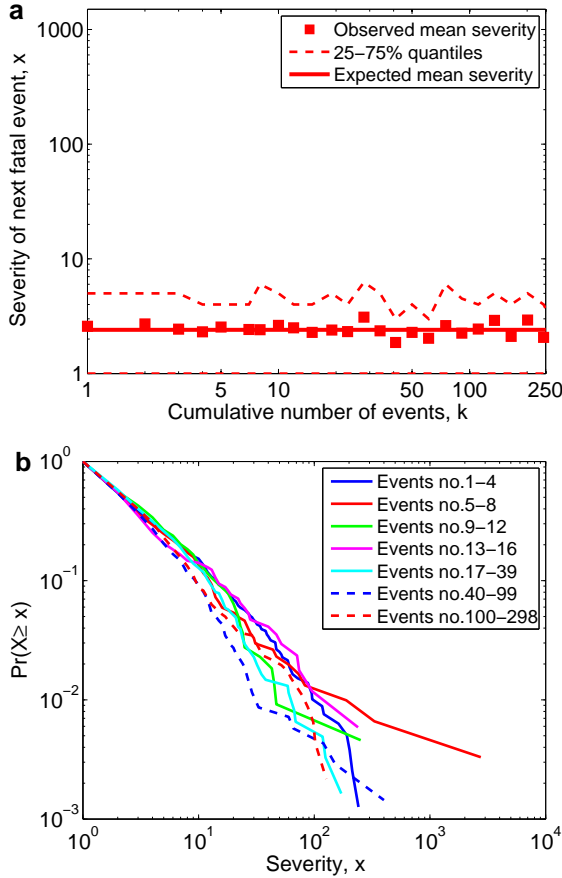 a
Severity of next fatal event, x
1000
100
10
1
Observed mean severity
25−75% quantiles
Expected mean severity
1 5 10 50 100 250
Cumulative number of events, k
b
Pr(X≥ x)
10^0
10^−1
10^−2
10^−3
Events no.1−4
Events no.5−8
Events no.9−12
Events no.13−16
Events no.17−39
Events no.40−99
Events no.100−298
10^0 10^1 10^2 10^3 10^4
Severity, x